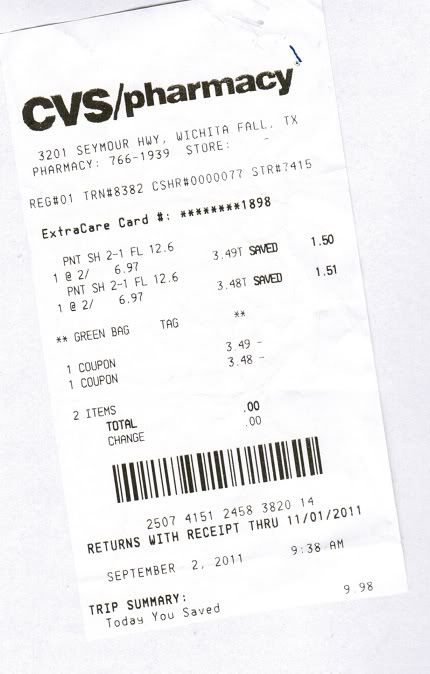 CVS/pharmacy
3201 SEYMOUR HWY, WICHITA FALL. TX
PHARMACY: 766-1939 STORE: -
REG#01 TRN#8382 CSHR#0000077 STR#7415
ExtraCare Card #: ********1898
PNT SH 2-1 FL 12.6 3.49T SAVED 1.50
1 @ 2/ 6.97
PNT SH 2-1 FL 12.6 3.48T SAVED 1.51
1 @ 2/ 6.97
** GREEN BAG TAG **
1 COUPON 3.49 -
1 COUPON 3.48 -
2 ITEMS
TOTAL .00
CHANGE .00
2507 4151 2458 3820 14
RETURNS WITH RECEIPT THRU 11/01/2011
SEPTEMBER 2, 2011 9:38 AM
TRIP SUMMARY:
Today You Saved 9.98